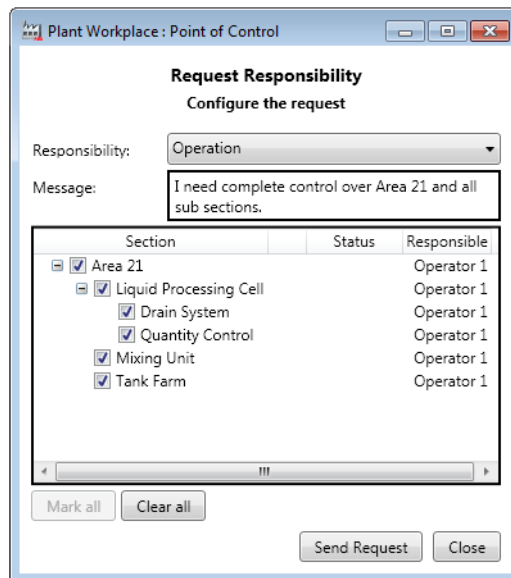 Plant Workplace : Point of Control
Request Responsibility
Configure the request
Responsibility: Operation
Message: I need complete control over Area 21 and all
sub sections.
Section Status Responsible
Area 21 Operator 1
Liquid Processing Cell Operator 1
Drain System Operator 1
Quantity Control Operator 1
Mixing Unit Operator 1
Tank Farm Operator 1
Mark all Clear all
Send Request Close